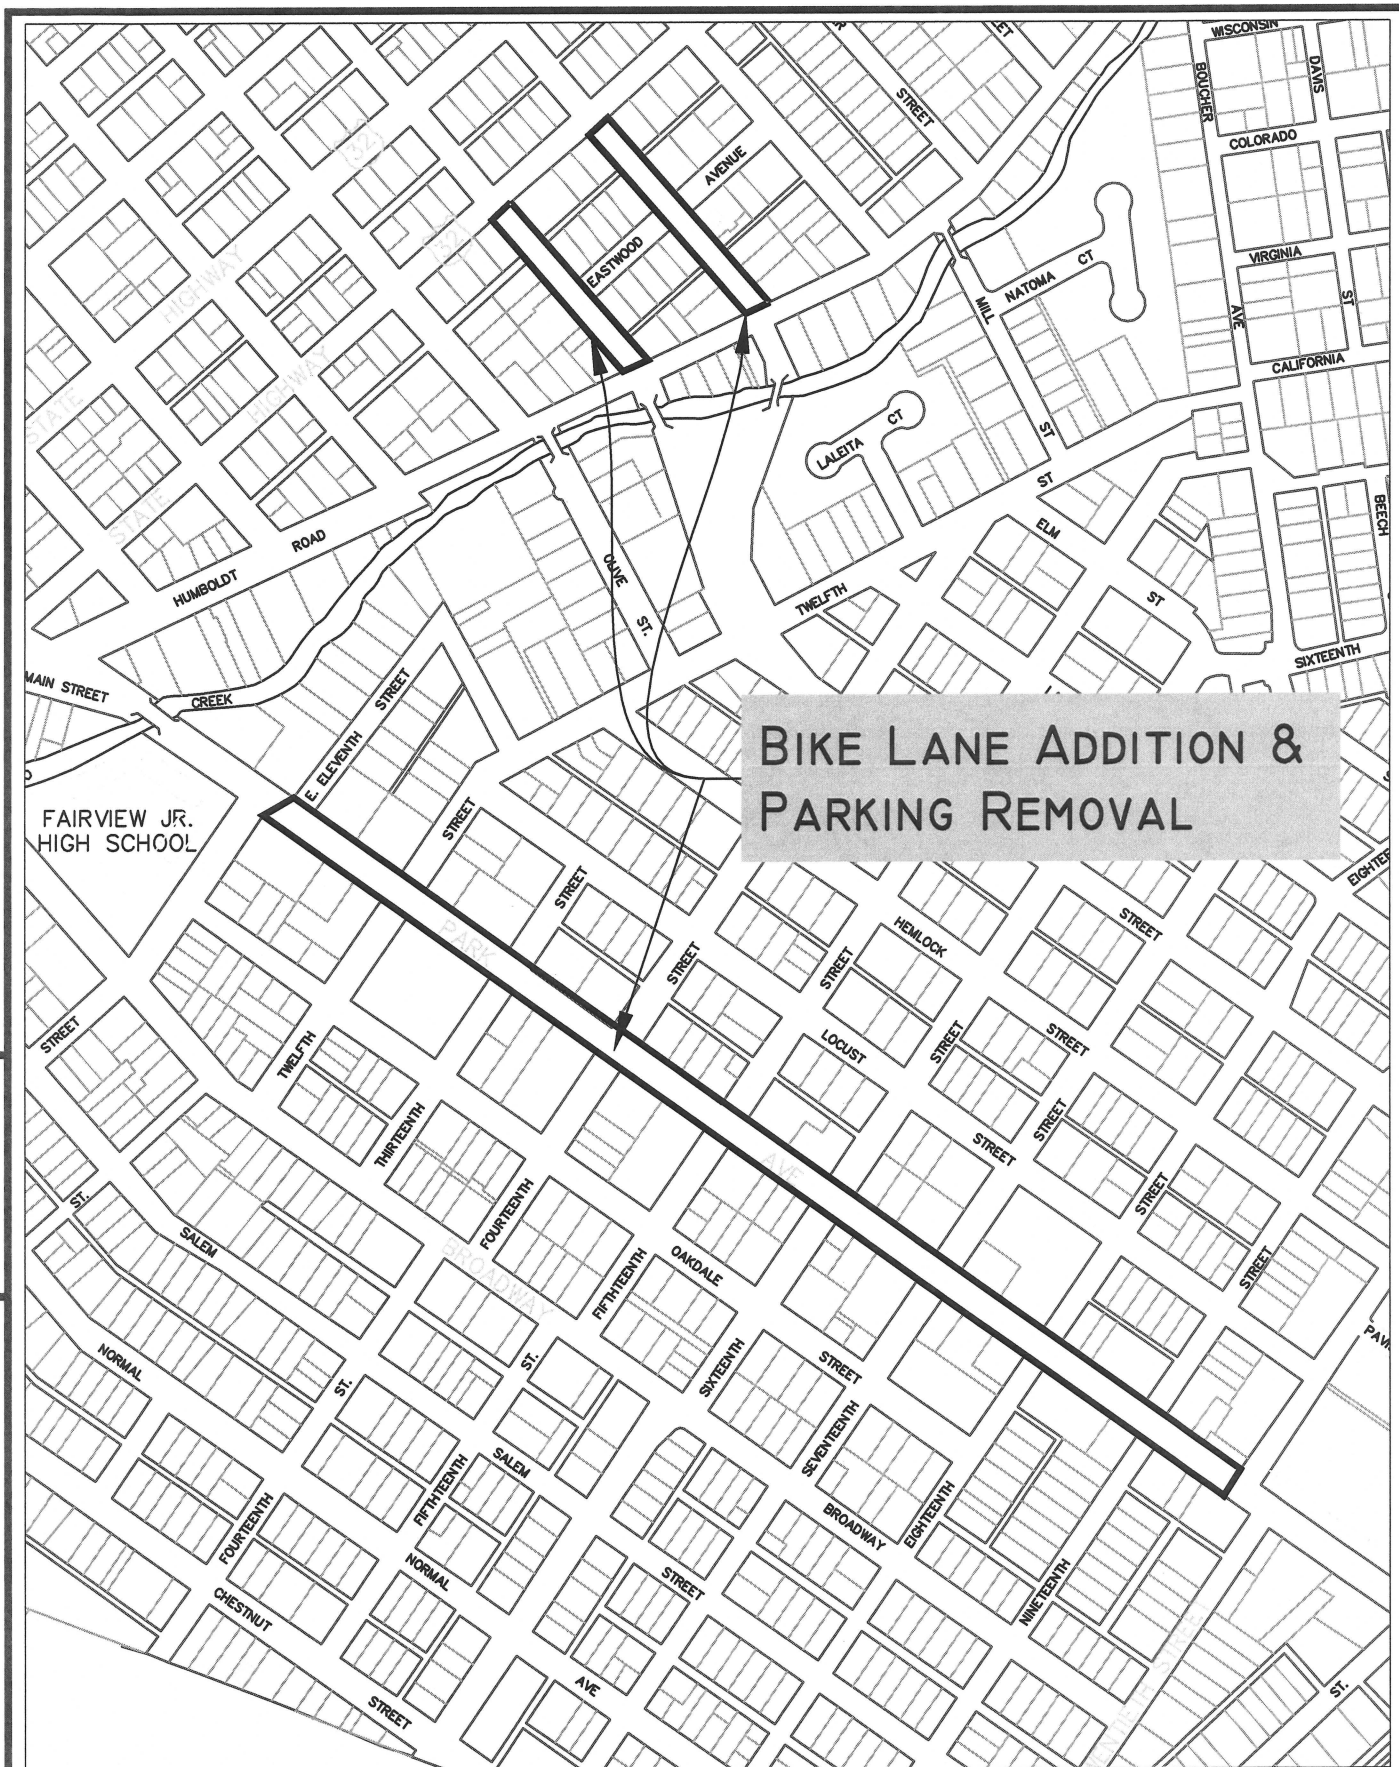 WISCONSIN
BOUCHER
DAVIS
STREET
COLORADO
AVENUE
32
EASTWOOD
32
VIRGINIA
NATOMA CT
HIGHWAY
ST
MILL
AVE
CALIFORNIA
HIGHWAY
STATE
LALEITA CT
ST
ST
STATE
BEECH
ELM
ROAD
HUMBOLDT
OLIVE
ST.
TWELFTH
ST
SIXTEENTH
MAIN STREET
CREEK
STREET
E. ELEVENTH
BIKE LANE ADDITION &
PARKING REMOVAL
FAIRVIEW JR.
HIGH SCHOOL
STREET
STREET
STREET
HEMLOCK
PARK
STREET
STREET
STREET
TWELFTH
LOCUST
STREET
STREET
THIRTEENTH
STREET
STREET
AVE
STREET
ST.
SALEM
FOURTEENTH
BROADWAY
FIFTHTEENTH
OAKDALE
STREET
NORMAL
ST.
ST.
SIXTEENTH
STREET
SEVENTEENTH
SALEM
FIFTHTEENTH
FOURTEENTH
BROADWAY
EIGHTEENTH
NORMAL
STREET
NINETEENTH
CHESTNUT
AVE
STREET
ST.